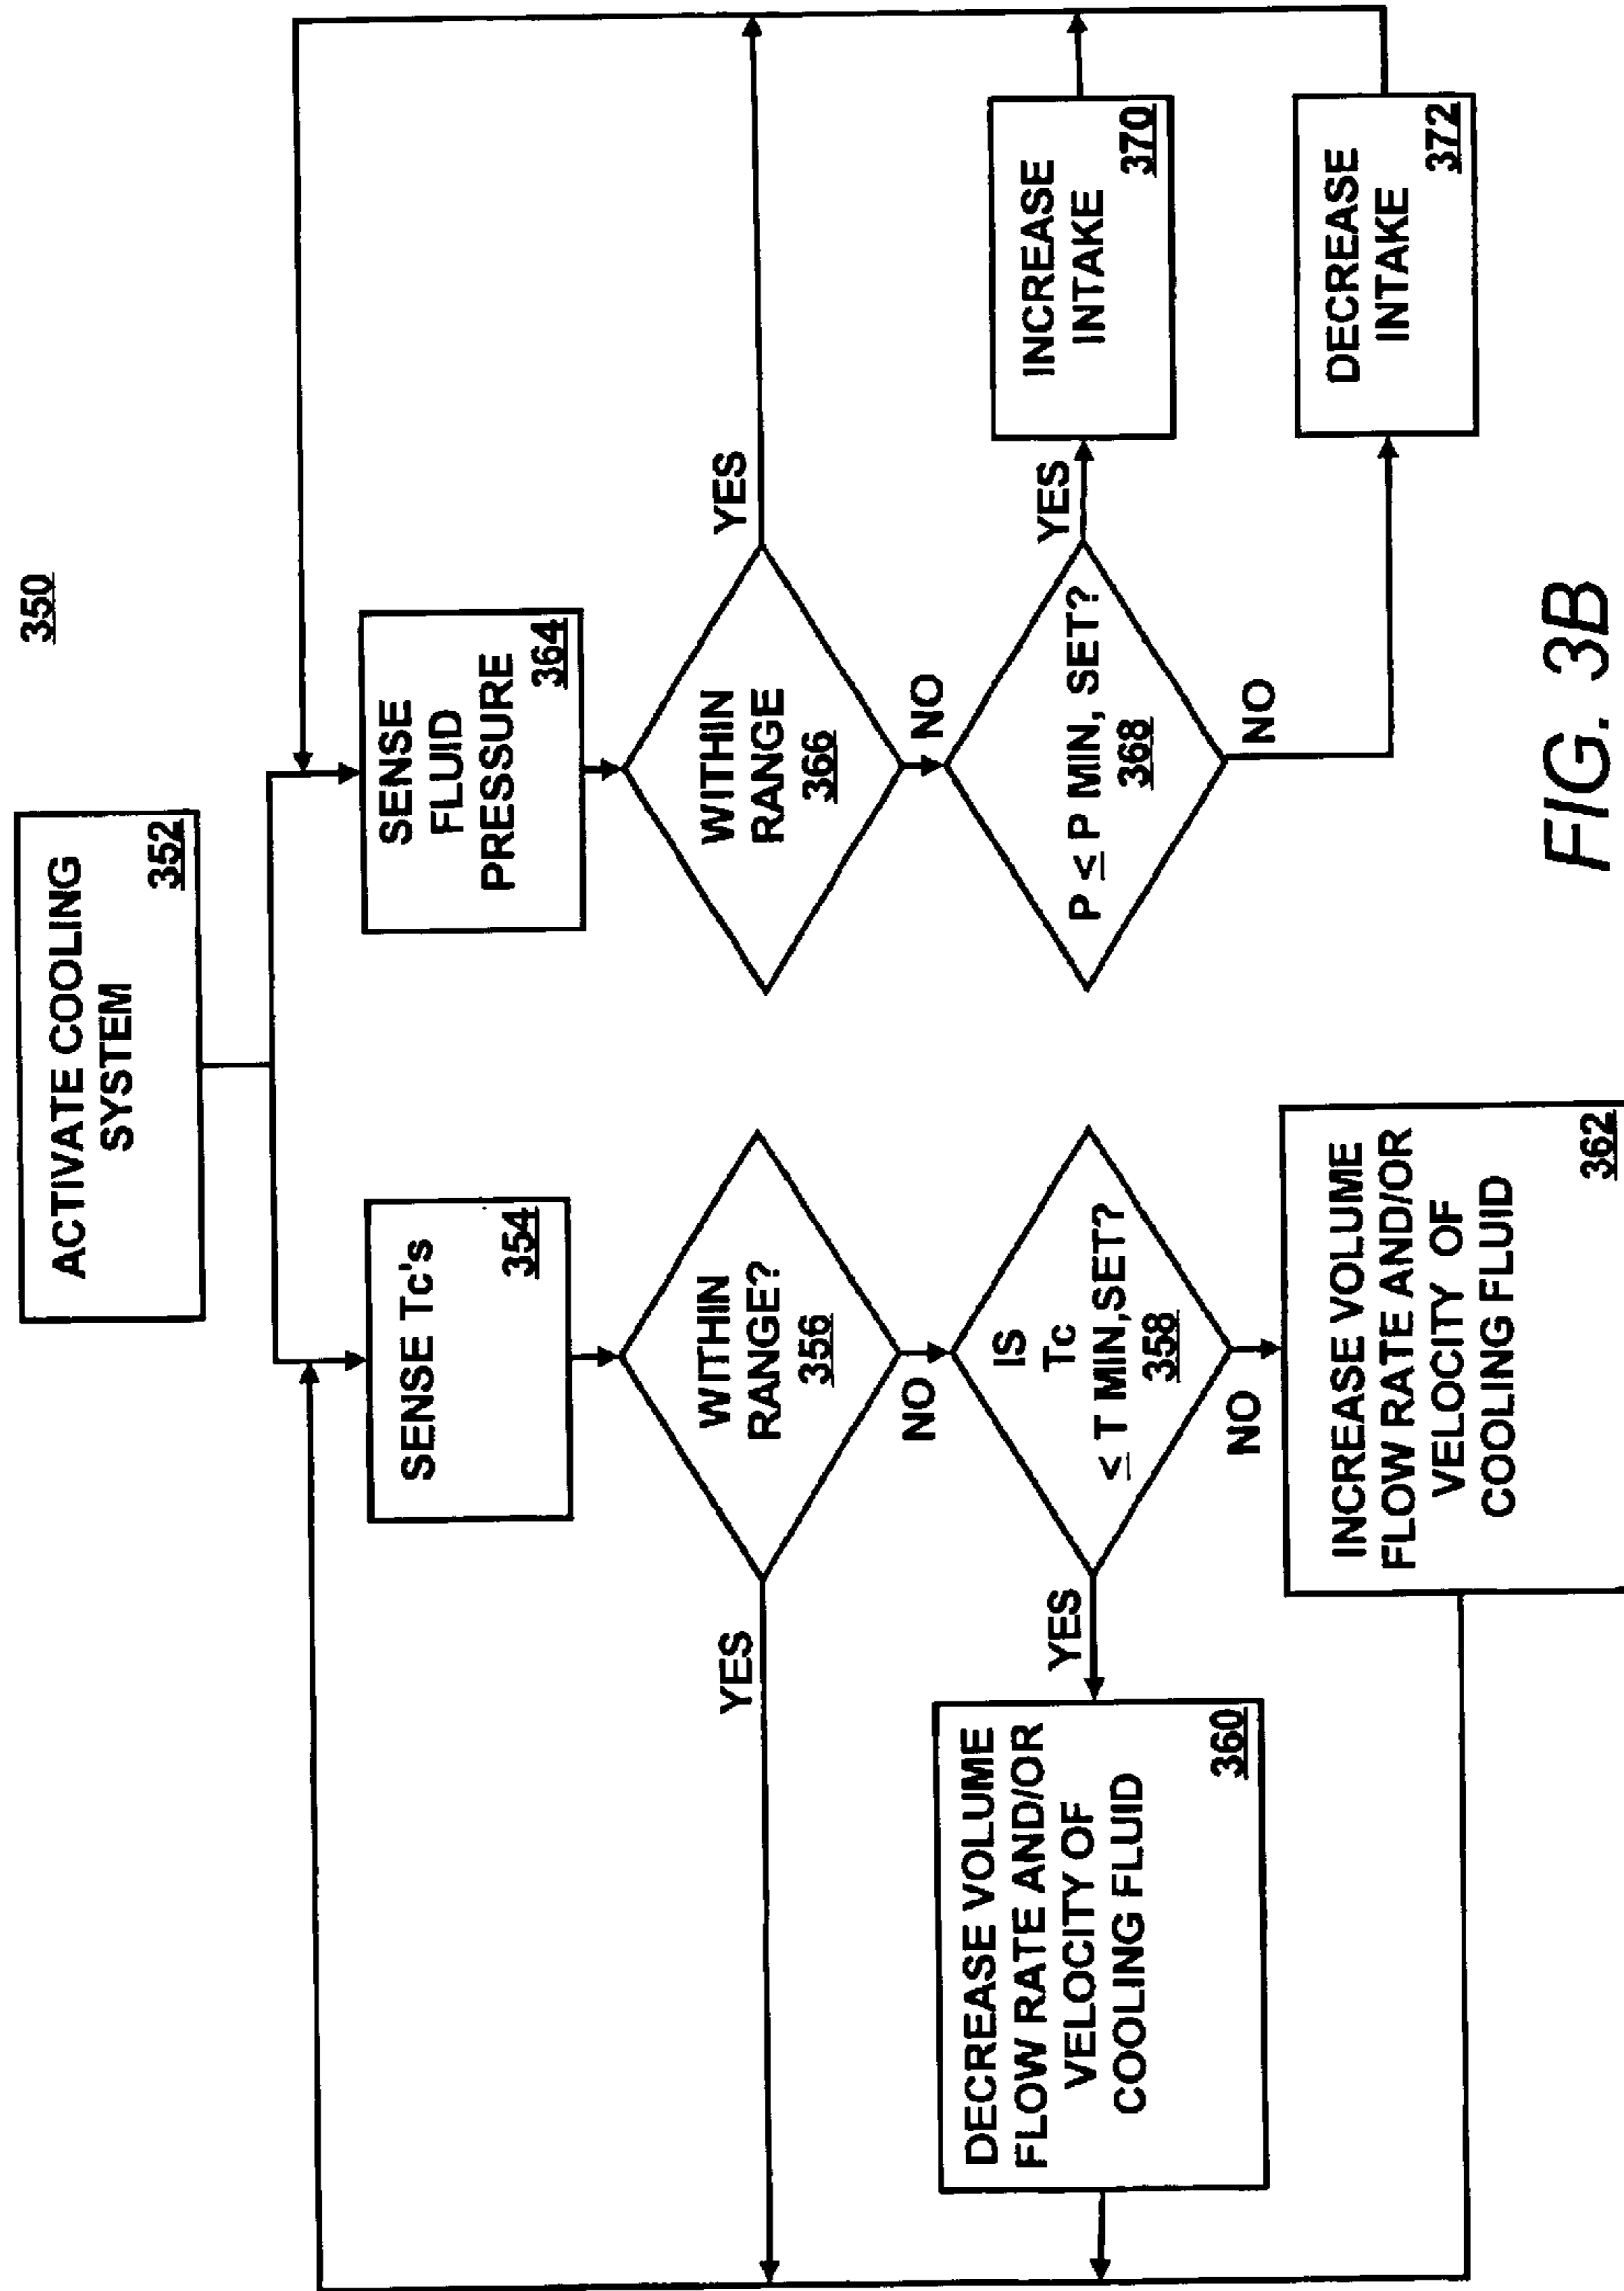 350
ACTIVATE COOLING
SYSTEM
352
SENSE Tc's
354
WITHIN
RANGE?
356
YES
NO
IS
Tc
≤ T MIN,SET?
358
YES
NO
DECREASE VOLUME
FLOW RATE AND/OR
VELOCITY OF
COOLING FLUID
360
INCREASE VOLUME
FLOW RATE AND/OR
VELOCITY OF
COOLING FLUID
362
SENSE
FLUID
PRESSURE
364
WITHIN
RANGE
366
YES
NO
P ≤ P MIN, SET?
368
YES
NO
INCREASE
INTAKE
370
DECREASE
INTAKE
372
FIG. 3B